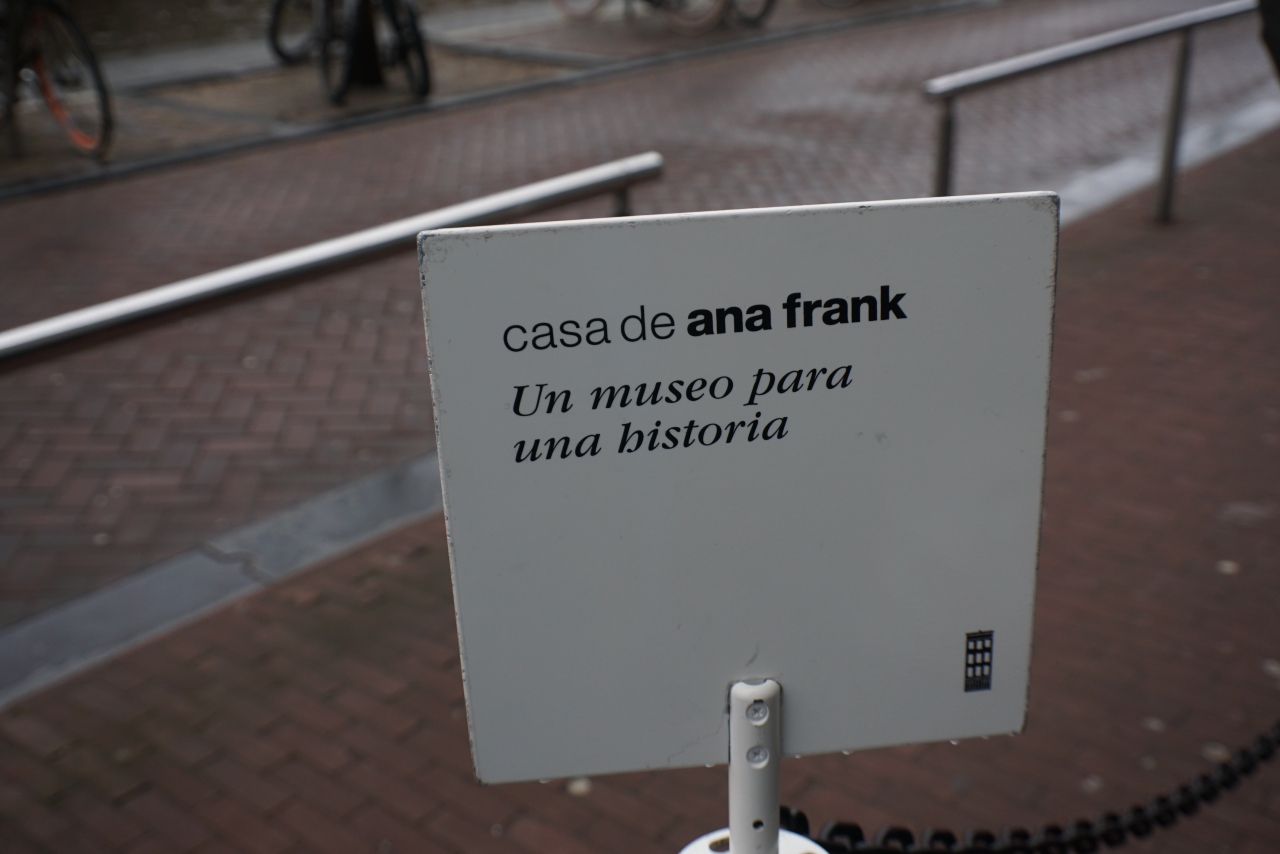 casa de ana frank
Un museo para
una historia